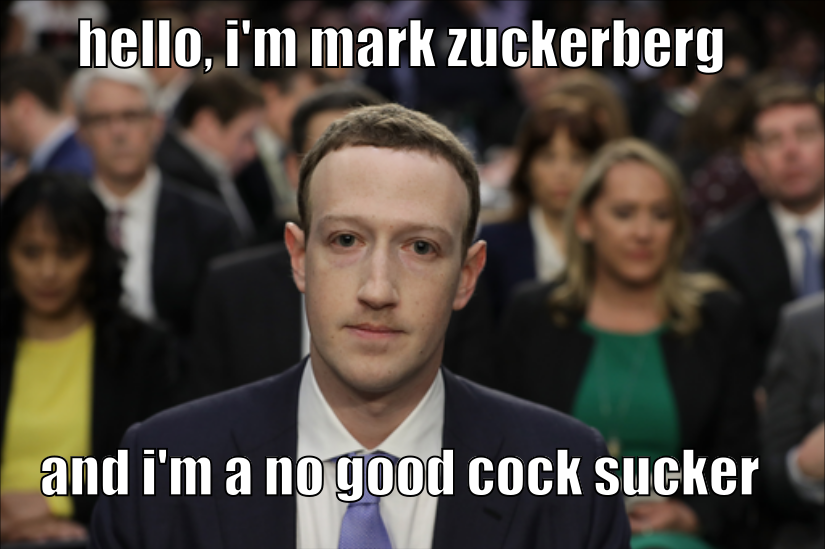 hello, i'm mark zuckerberg
and i'm a no good cock sucker